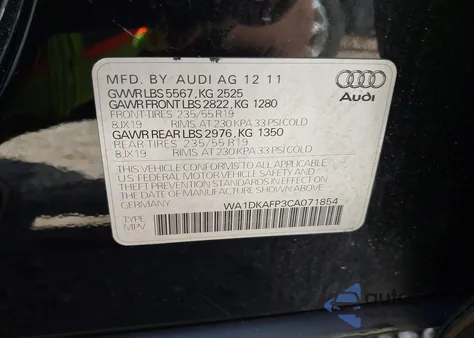 MFD. BY AUDI AG 12 11
GVWR LBS 5567, KG 2525
GAWR FRONT LBS 2822, KG 1280
FRONT-TIRES 235/55 R19
8JX19 RIMS AT 230 KPA 33 PSI COLD
GAWR REAR LBS 2976, KG 1350
REAR-TIRES 235/55 R19
8JX19 RIMS AT 230 KPA 33 PSI COLD
THIS VEHICLE CONFORMS TO ALL APPLICABLE
U.S. FEDERAL MOTOR VEHICLE SAFETY AND
THEFT PREVENTION STANDARDS IN EFFECT ON THE
DATE OF MANUFACTURE SHOWN ABOVE.
GERMANY WA1DKAFP3CA071854
TYPE
MPV
Audi